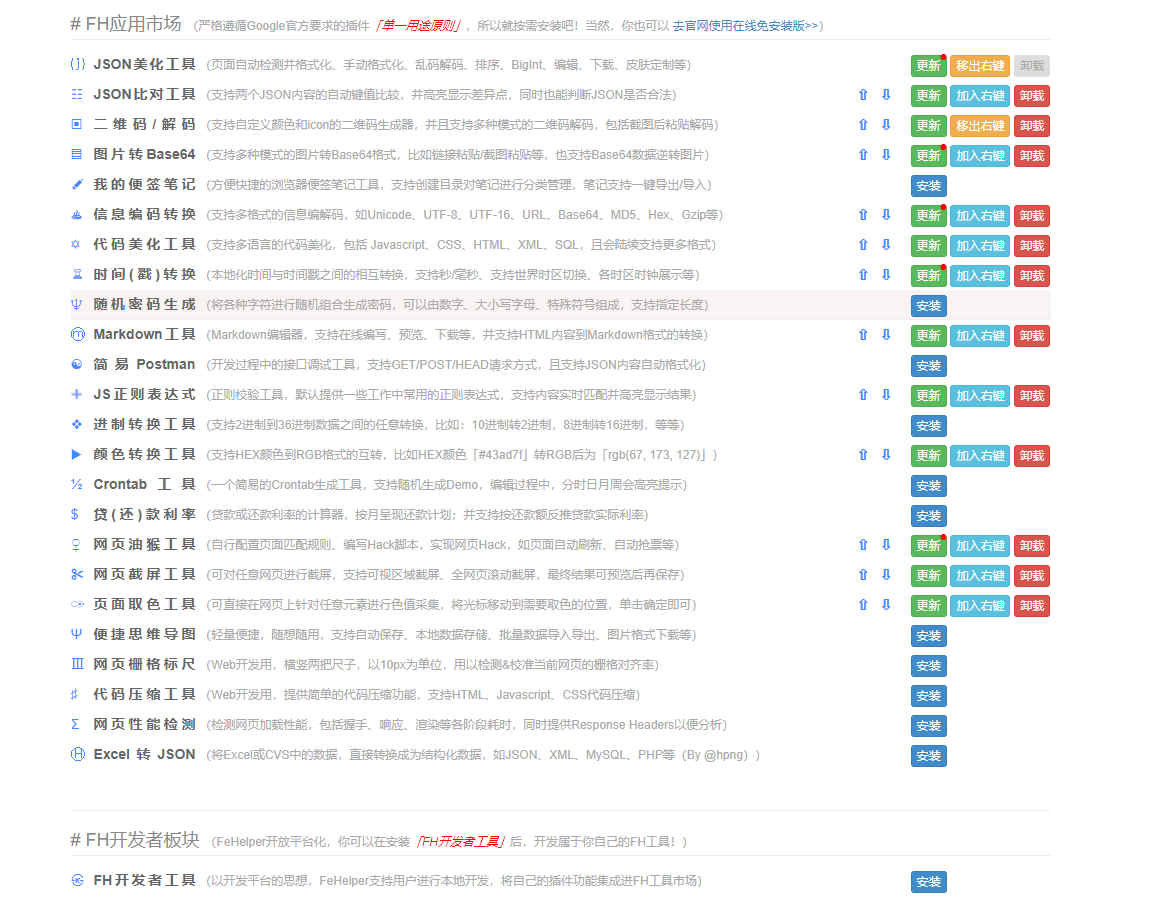 # FH应用市场 (严格遵循Google官方要求的插件「单一用途原则」，所以就按需安装吧！当然，你也可以 去官网使用在线免安装版>>)
JSON美化工具 (页面自动检测并格式化、手动格式化、乱码解码、排序、BigInt、编辑、下载、皮肤定制等) 更新 移出右键 卸载
JSON比对工具 (支持两个JSON内容的自动键值比较，并高亮显示差异点，同时也能判断JSON是否合法) ⇧ ⇩ 更新 加入右键 卸载
二维码/解码 (支持自定义颜色和icon的二维码生成器，并且支持多种模式的二维码解码，包括截图后粘贴解码) ⇧ ⇩ 更新 移出右键 卸载
图片转Base64 (支持多种模式的图片转Base64格式，比如链接粘贴/截图粘贴等，也支持Base64数据逆转图片) ⇧ ⇩ 更新 加入右键 卸载
我的便签笔记 (方便快捷的浏览器便签笔记工具，支持创建目录对笔记进行分类管理，笔记支持一键导出/导入) 安装
信息编码转换 (支持多格式的信息编解码，如Unicode、UTF-8、UTF-16、URL、Base64、MD5、Hex、Gzip等) ⇧ ⇩ 更新 加入右键 卸载
代码美化工具 (支持多语言的代码美化，包括 Javascript、CSS、HTML、XML、SQL，且会陆续支持更多格式) ⇧ ⇩ 更新 加入右键 卸载
时间(戳)转换 (本地化时间与时间戳之间的相互转换，支持秒/毫秒、支持世界时区切换、各时区时钟展示等) ⇧ ⇩ 更新 加入右键 卸载
随机密码生成 (将各种字符进行随机组合生成密码，可以由数字、大小写字母、特殊符号组成，支持指定长度) 安装
Markdown工具 (Markdown编辑器，支持在线编写、预览、下载等，并支持HTML内容到Markdown格式的转换) ⇧ ⇩ 更新 加入右键 卸载
简易 Postman (开发过程中的接口调试工具，支持GET/POST/HEAD请求方式，且支持JSON内容自动格式化) 安装
JS正则表达式 (正则校验工具，默认提供一些工作中常用的正则表达式，支持内容实时匹配并高亮显示结果) ⇧ ⇩ 更新 加入右键 卸载
进制转换工具 (支持2进制到36进制数据之间的任意转换，比如：10进制转2进制，8进制转16进制，等等) 安装
颜色转换工具 (支持HEX颜色到RGB格式的互转，比如HEX颜色「#43ad7f」转RGB后为「rgb(67, 173, 127)」) ⇧ ⇩ 更新 加入右键 卸载
½ Crontab 工具 (一个简易的Crontab生成工具，支持随机生成Demo，编辑过程中，分时日月周会高亮提示) 安装
$ 贷(还)款利率 (贷款或还款利率的计算器，按月呈现还款计划；并支持按还款额反推贷款实际利率) 安装
网页油猴工具 (自行配置页面匹配规则、编写Hack脚本，实现网页Hack，如页面自动刷新、自动抢票等) ⇧ ⇩ 更新 加入右键 卸载
网页截屏工具 (可对任意网页进行截屏，支持可视区域截屏、全网页滚动截屏，最终结果可预览后再保存) ⇧ ⇩ 更新 加入右键 卸载
页面取色工具 (可直接在网页上针对任意元素进行色值采集，将光标移动到需要取色的位置，单击确定即可) ⇧ ⇩ 更新 加入右键 卸载
Ψ 便捷思维导图 (轻量便捷，随想随用，支持自动保存、本地数据存储、批量数据导入导出、图片格式下载等) 安装
网页栅格标尺 (Web开发用，横竖两把尺子，以10px为单位，用以检测&校准当前网页的栅格对齐率) 安装
代码压缩工具 (Web开发用，提供简单的代码压缩功能，支持HTML、Javascript、CSS代码压缩) 安装
Σ 网页性能检测 (检测网页加载性能，包括握手、响应、渲染等各阶段耗时，同时提供Response Headers以便分析) 安装
Excel 转 JSON (将Excel或CVS中的数据，直接转换成为结构化数据，如JSON、XML、MySQL、PHP等（By @hpng）) 安装
# FH开发者板块 (FeHelper开放平台化，你可以在安装「FH开发者工具」后，开发属于你自己的FH工具！)
FH开发者工具 (以开发平台的思想，FeHelper支持用户进行本地开发，将自己的插件功能集成进FH工具市场) 安装